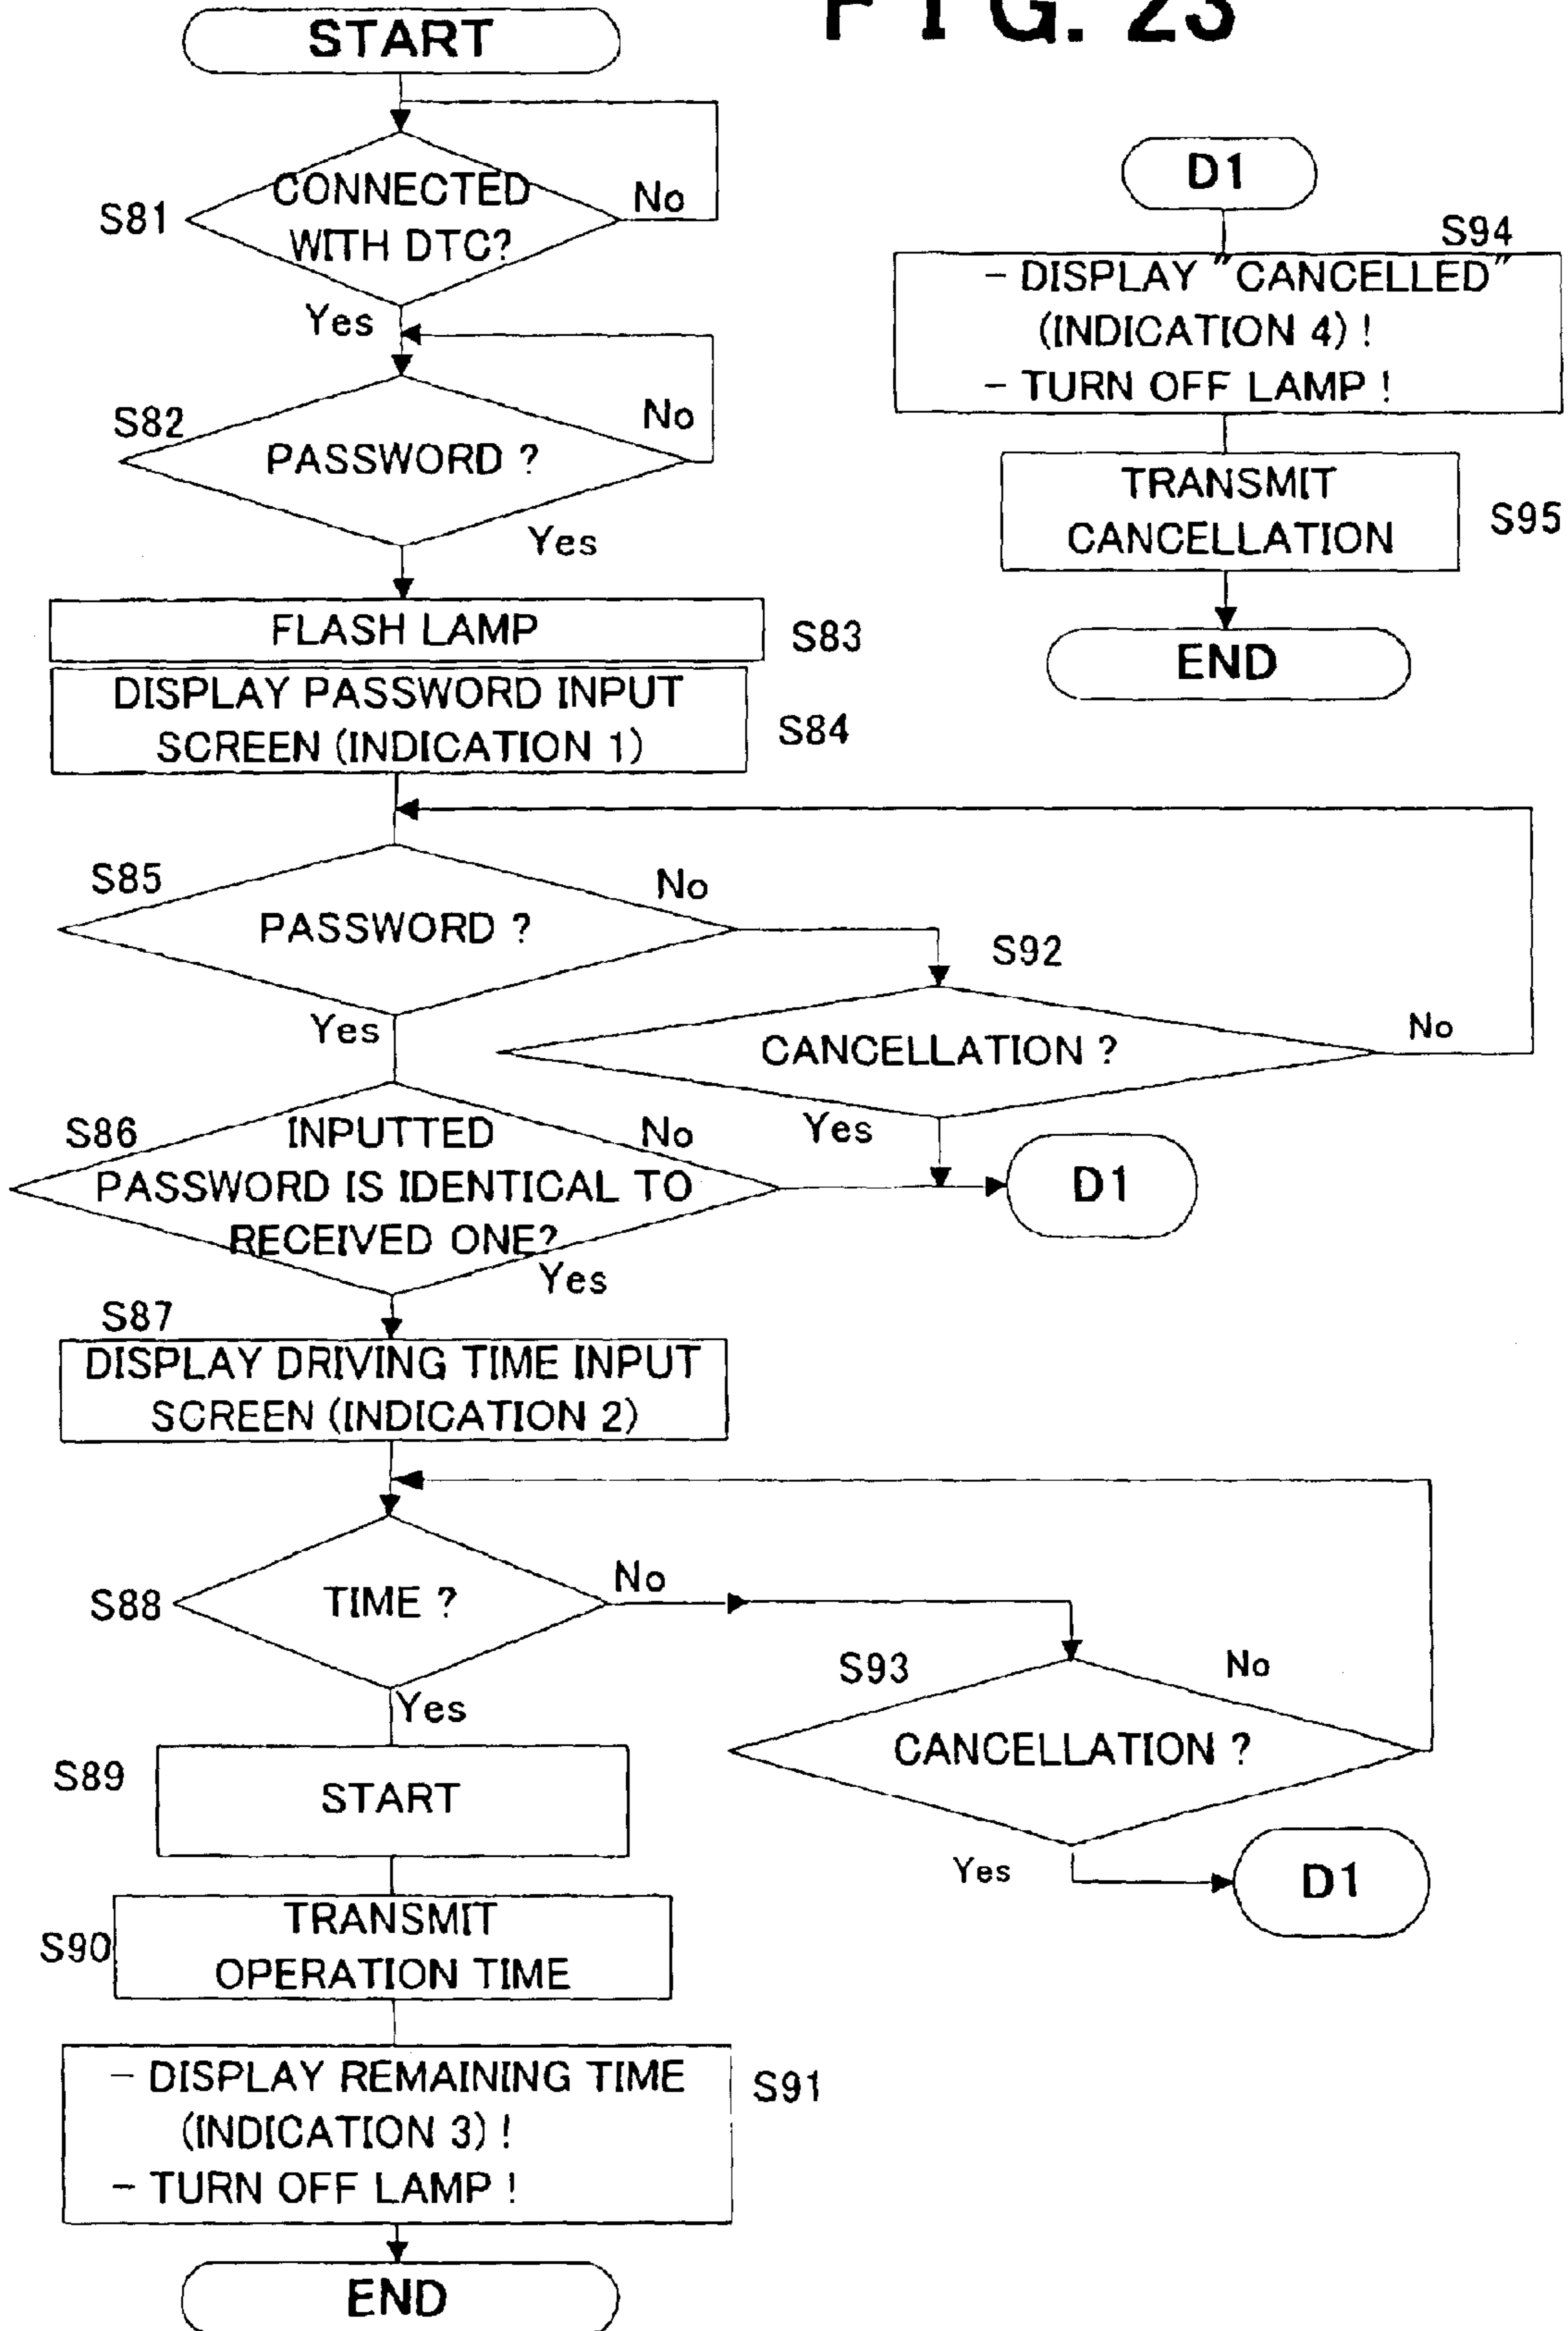 FIG. 23
START
S81
CONNECTED
WITH DTC?
No
Yes
S82
PASSWORD ?
No
Yes
FLASH LAMP
S83
DISPLAY PASSWORD INPUT
SCREEN (INDICATION 1)
S84
S85
PASSWORD ?
No
Yes
S92
CANCELLATION ?
No
Yes
D1
S86
INPUTTED
PASSWORD IS IDENTICAL TO
RECEIVED ONE?
No
Yes
S87
DISPLAY DRIVING TIME INPUT
SCREEN (INDICATION 2)
S88
TIME ?
No
Yes
S93
CANCELLATION ?
No
Yes
D1
S89
START
S90
TRANSMIT
OPERATION TIME
– DISPLAY REMAINING TIME
(INDICATION 3) !
– TURN OFF LAMP !
S91
END
D1
S94
– DISPLAY "CANCELLED"
(INDICATION 4) !
– TURN OFF LAMP !
TRANSMIT
CANCELLATION
S95
END